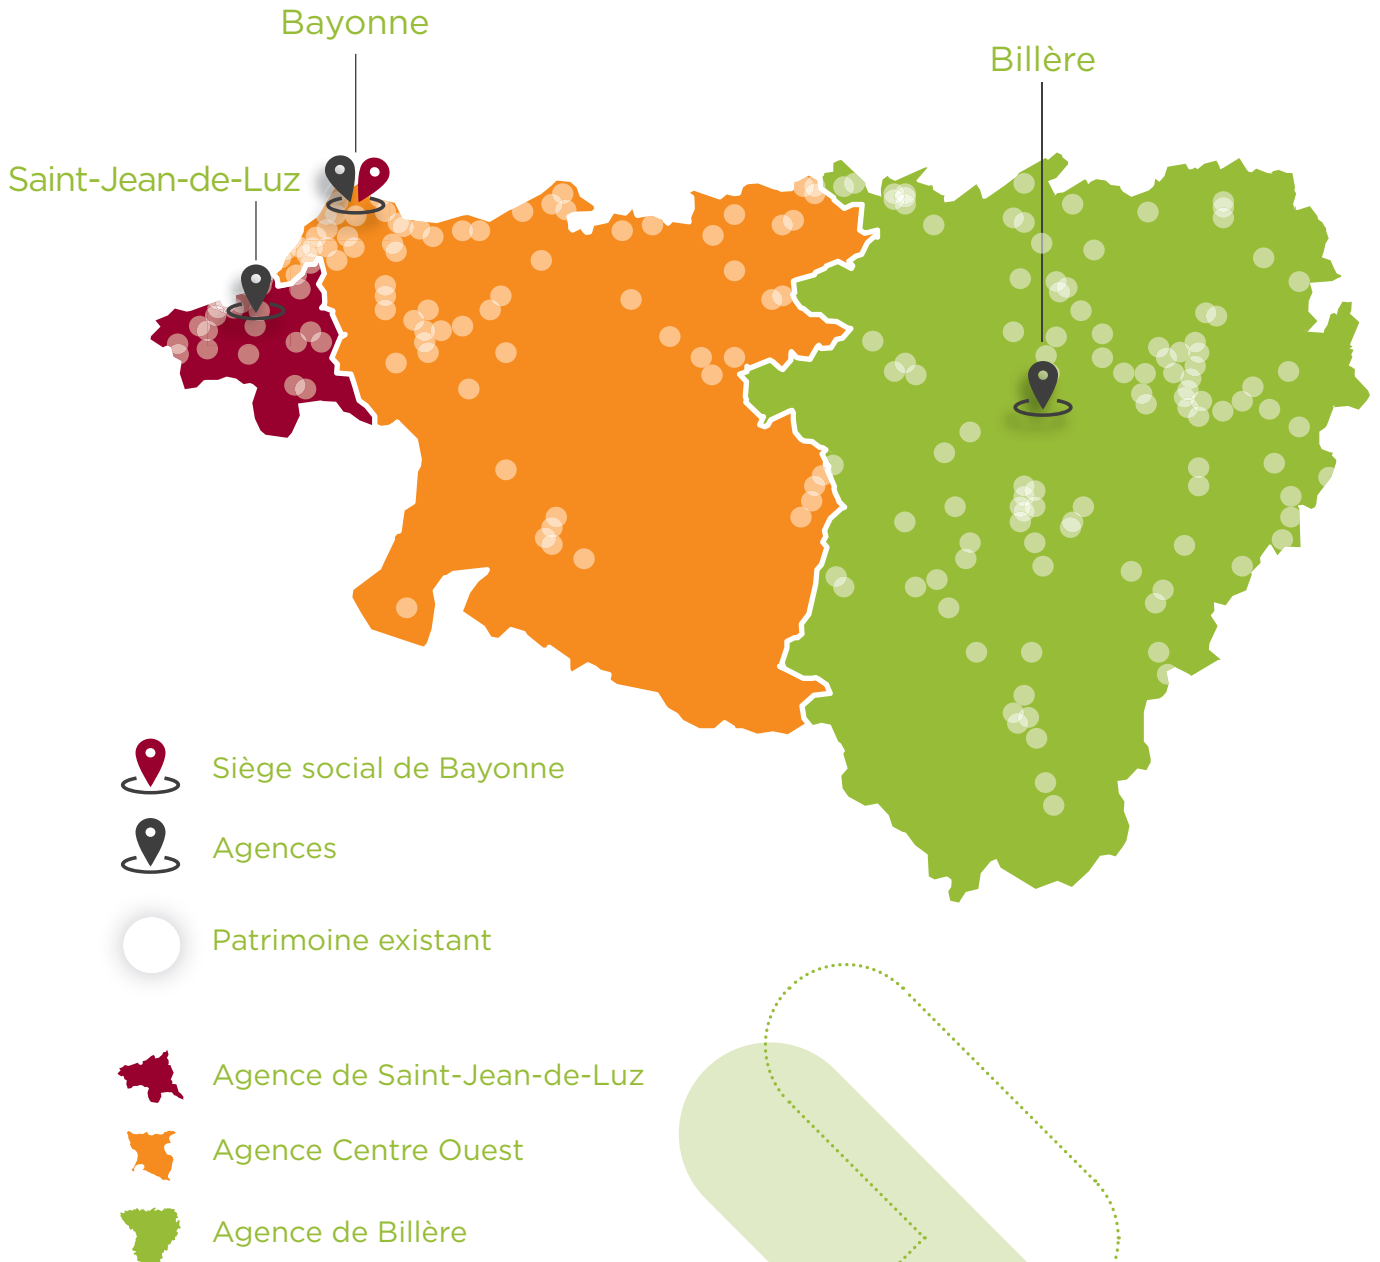 Bayonne
Billère
Saint-Jean-de-Luz
Siège social de Bayonne
Agences
Patrimoine existant
Agence de Saint-Jean-de-Luz
Agence Centre Ouest
Agence de Billère